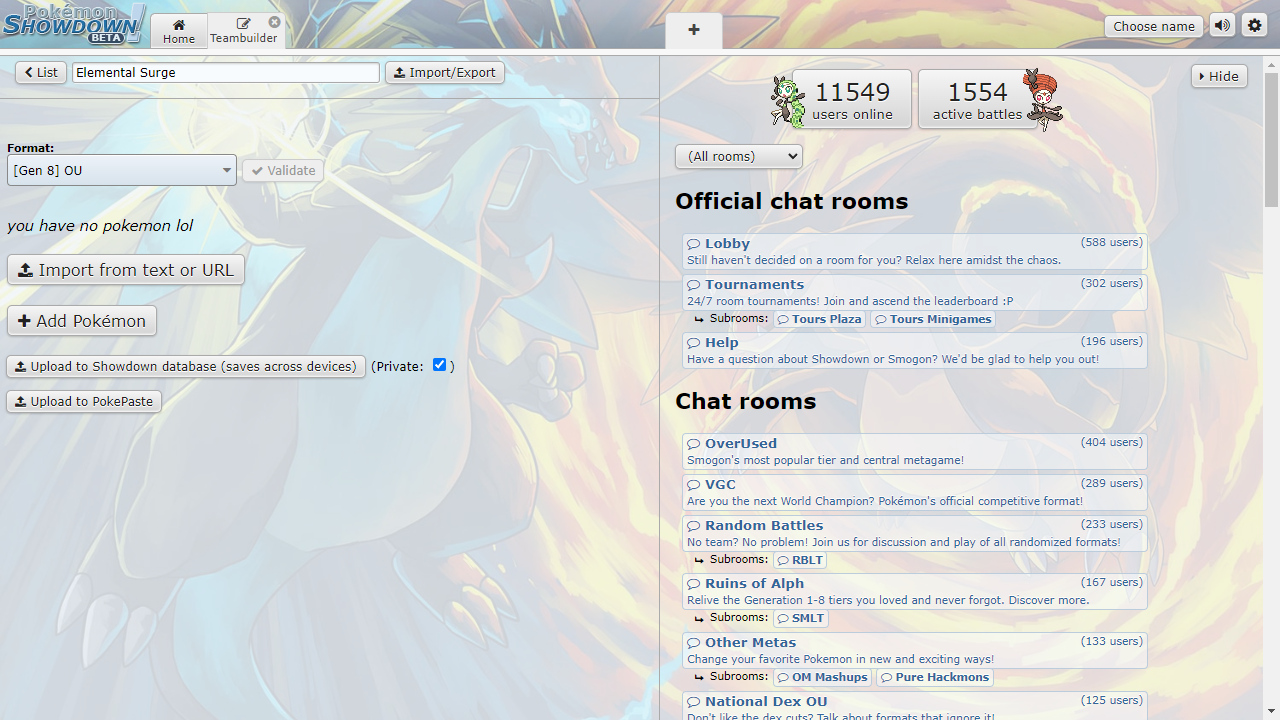 Pokémon
SHOWDOWN!
BETA
Home
Teambuilder
Choose name
List
Elemental Surge
Import/Export
Format:
[Gen 8] OU
Validate
you have no pokemon lol
Import from text or URL
Add Pokémon
Upload to Showdown database (saves across devices) (Private: )
Upload to PokePaste
11549
users online
1554
active battles
Hide
(All rooms)
Official chat rooms
Lobby (588 users)
Still haven't decided on a room for you? Relax here amidst the chaos.
Tournaments (302 users)
24/7 room tournaments! Join and ascend the leaderboard :P
Subrooms: Tours Plaza Tours Minigames
Help (196 users)
Have a question about Showdown or Smogon? We'd be glad to help you out!
Chat rooms
OverUsed (404 users)
Smogon's most popular tier and central metagame!
VGC (289 users)
Are you the next World Champion? Pokémon's official competitive format!
Random Battles (233 users)
No team? No problem! Join us for discussion and play of all randomized formats!
Subrooms: RBLT
Ruins of Alph (167 users)
Relive the Generation 1-8 tiers you loved and never forgot. Discover more.
Subrooms: SMLT
Other Metas (133 users)
Change your favorite Pokemon in new and exciting ways!
Subrooms: OM Mashups Pure Hackmons
National Dex OU (125 users)
Don't like the dex cuts? Talk about formats that ignore it!